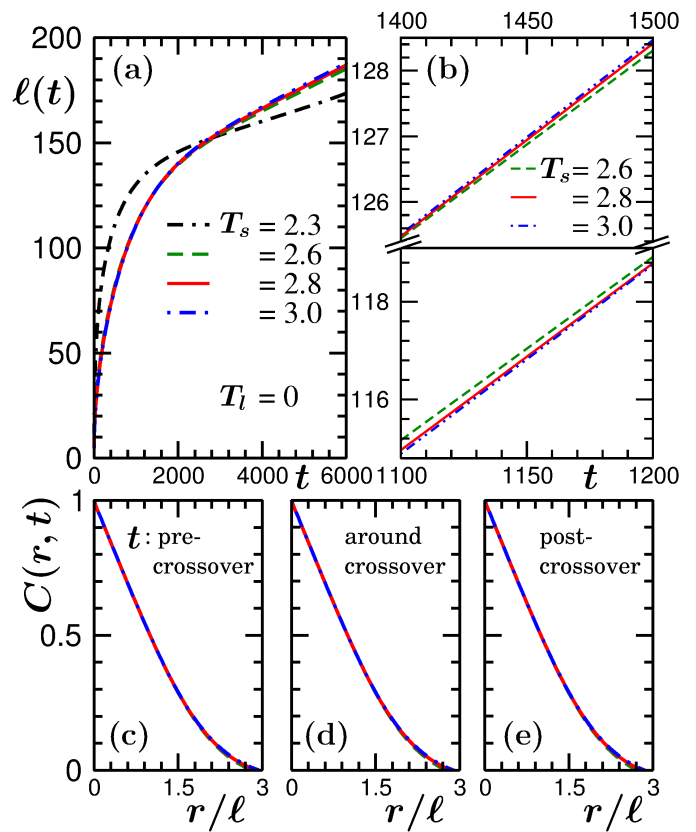 1400 1450 1500
200 (a) (b)
ℓ(t) 128
150 127
T_s = 2.6
= 2.8
= 3.0
126
100
T_s = 2.3
= 2.6
= 2.8
= 3.0
118
50
T_l = 0
116
0
0 2000 4000 t 6000 1100 1150 t 1200
C(r, t)
1
t : pre-
crossover
around
crossover
post-
crossover
0.5
(c) (d) (e)
0
0 1.5 3 0 1.5 3 0 1.5 3
r/ℓ r/ℓ r/ℓ